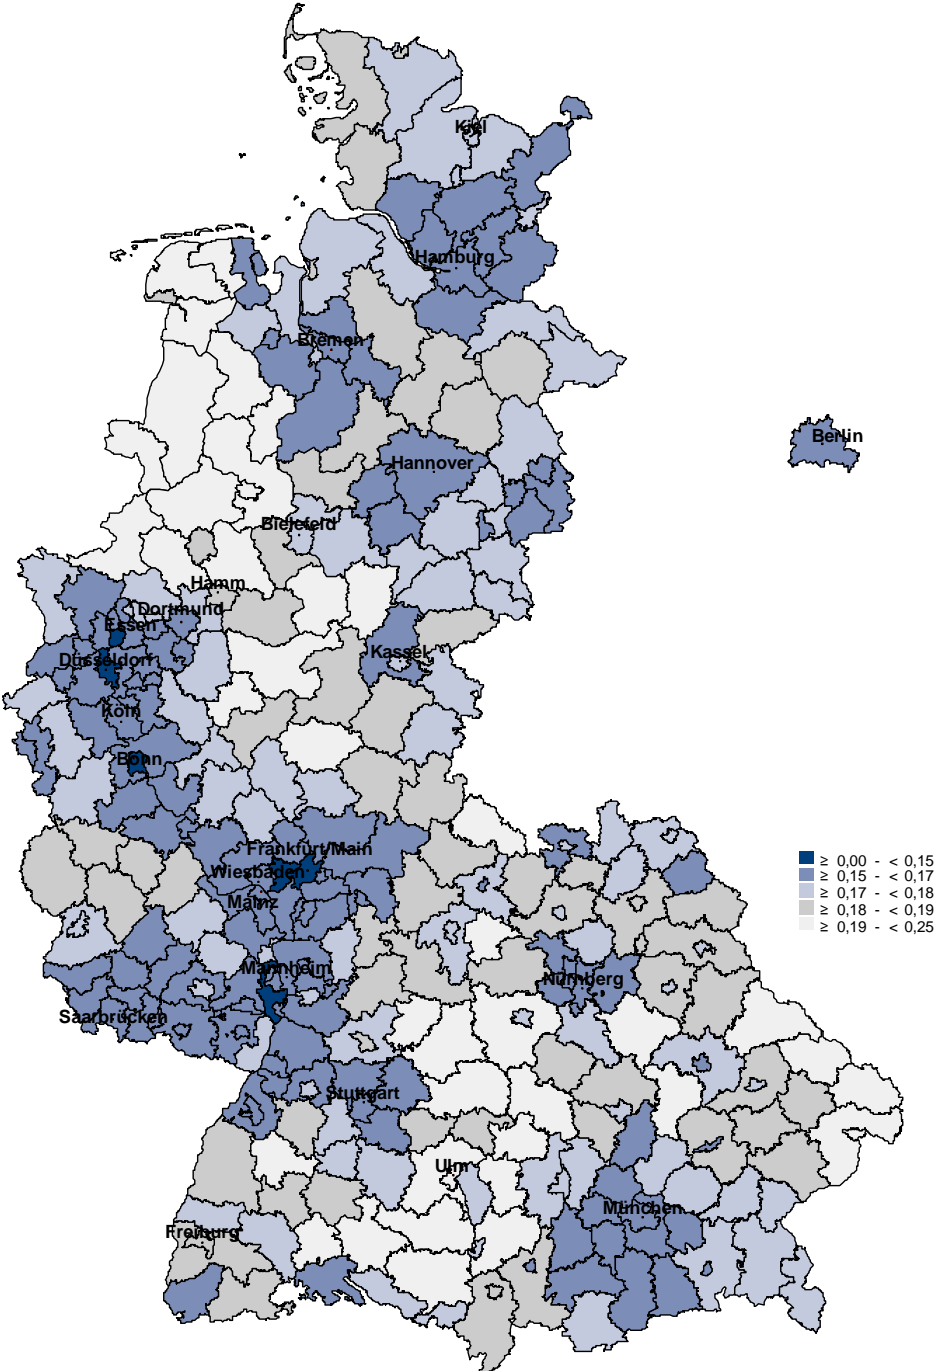 Kiel
Hamburg
Bremen
Berlin
Hannover
Bielefeld
Hamm
Dortmund
Essen
Düsseldorf
Kassel
Köln
Bonn
Frankfurt/Main
Wiesbaden
Mainz
Mannheim
Nürnberg
Saarbrücken
Stuttgart
Ulm
München
Freiburg
≥ 0,00 - < 0,15
≥ 0,15 - < 0,17
≥ 0,17 - < 0,18
≥ 0,18 - < 0,19
≥ 0,19 - < 0,25